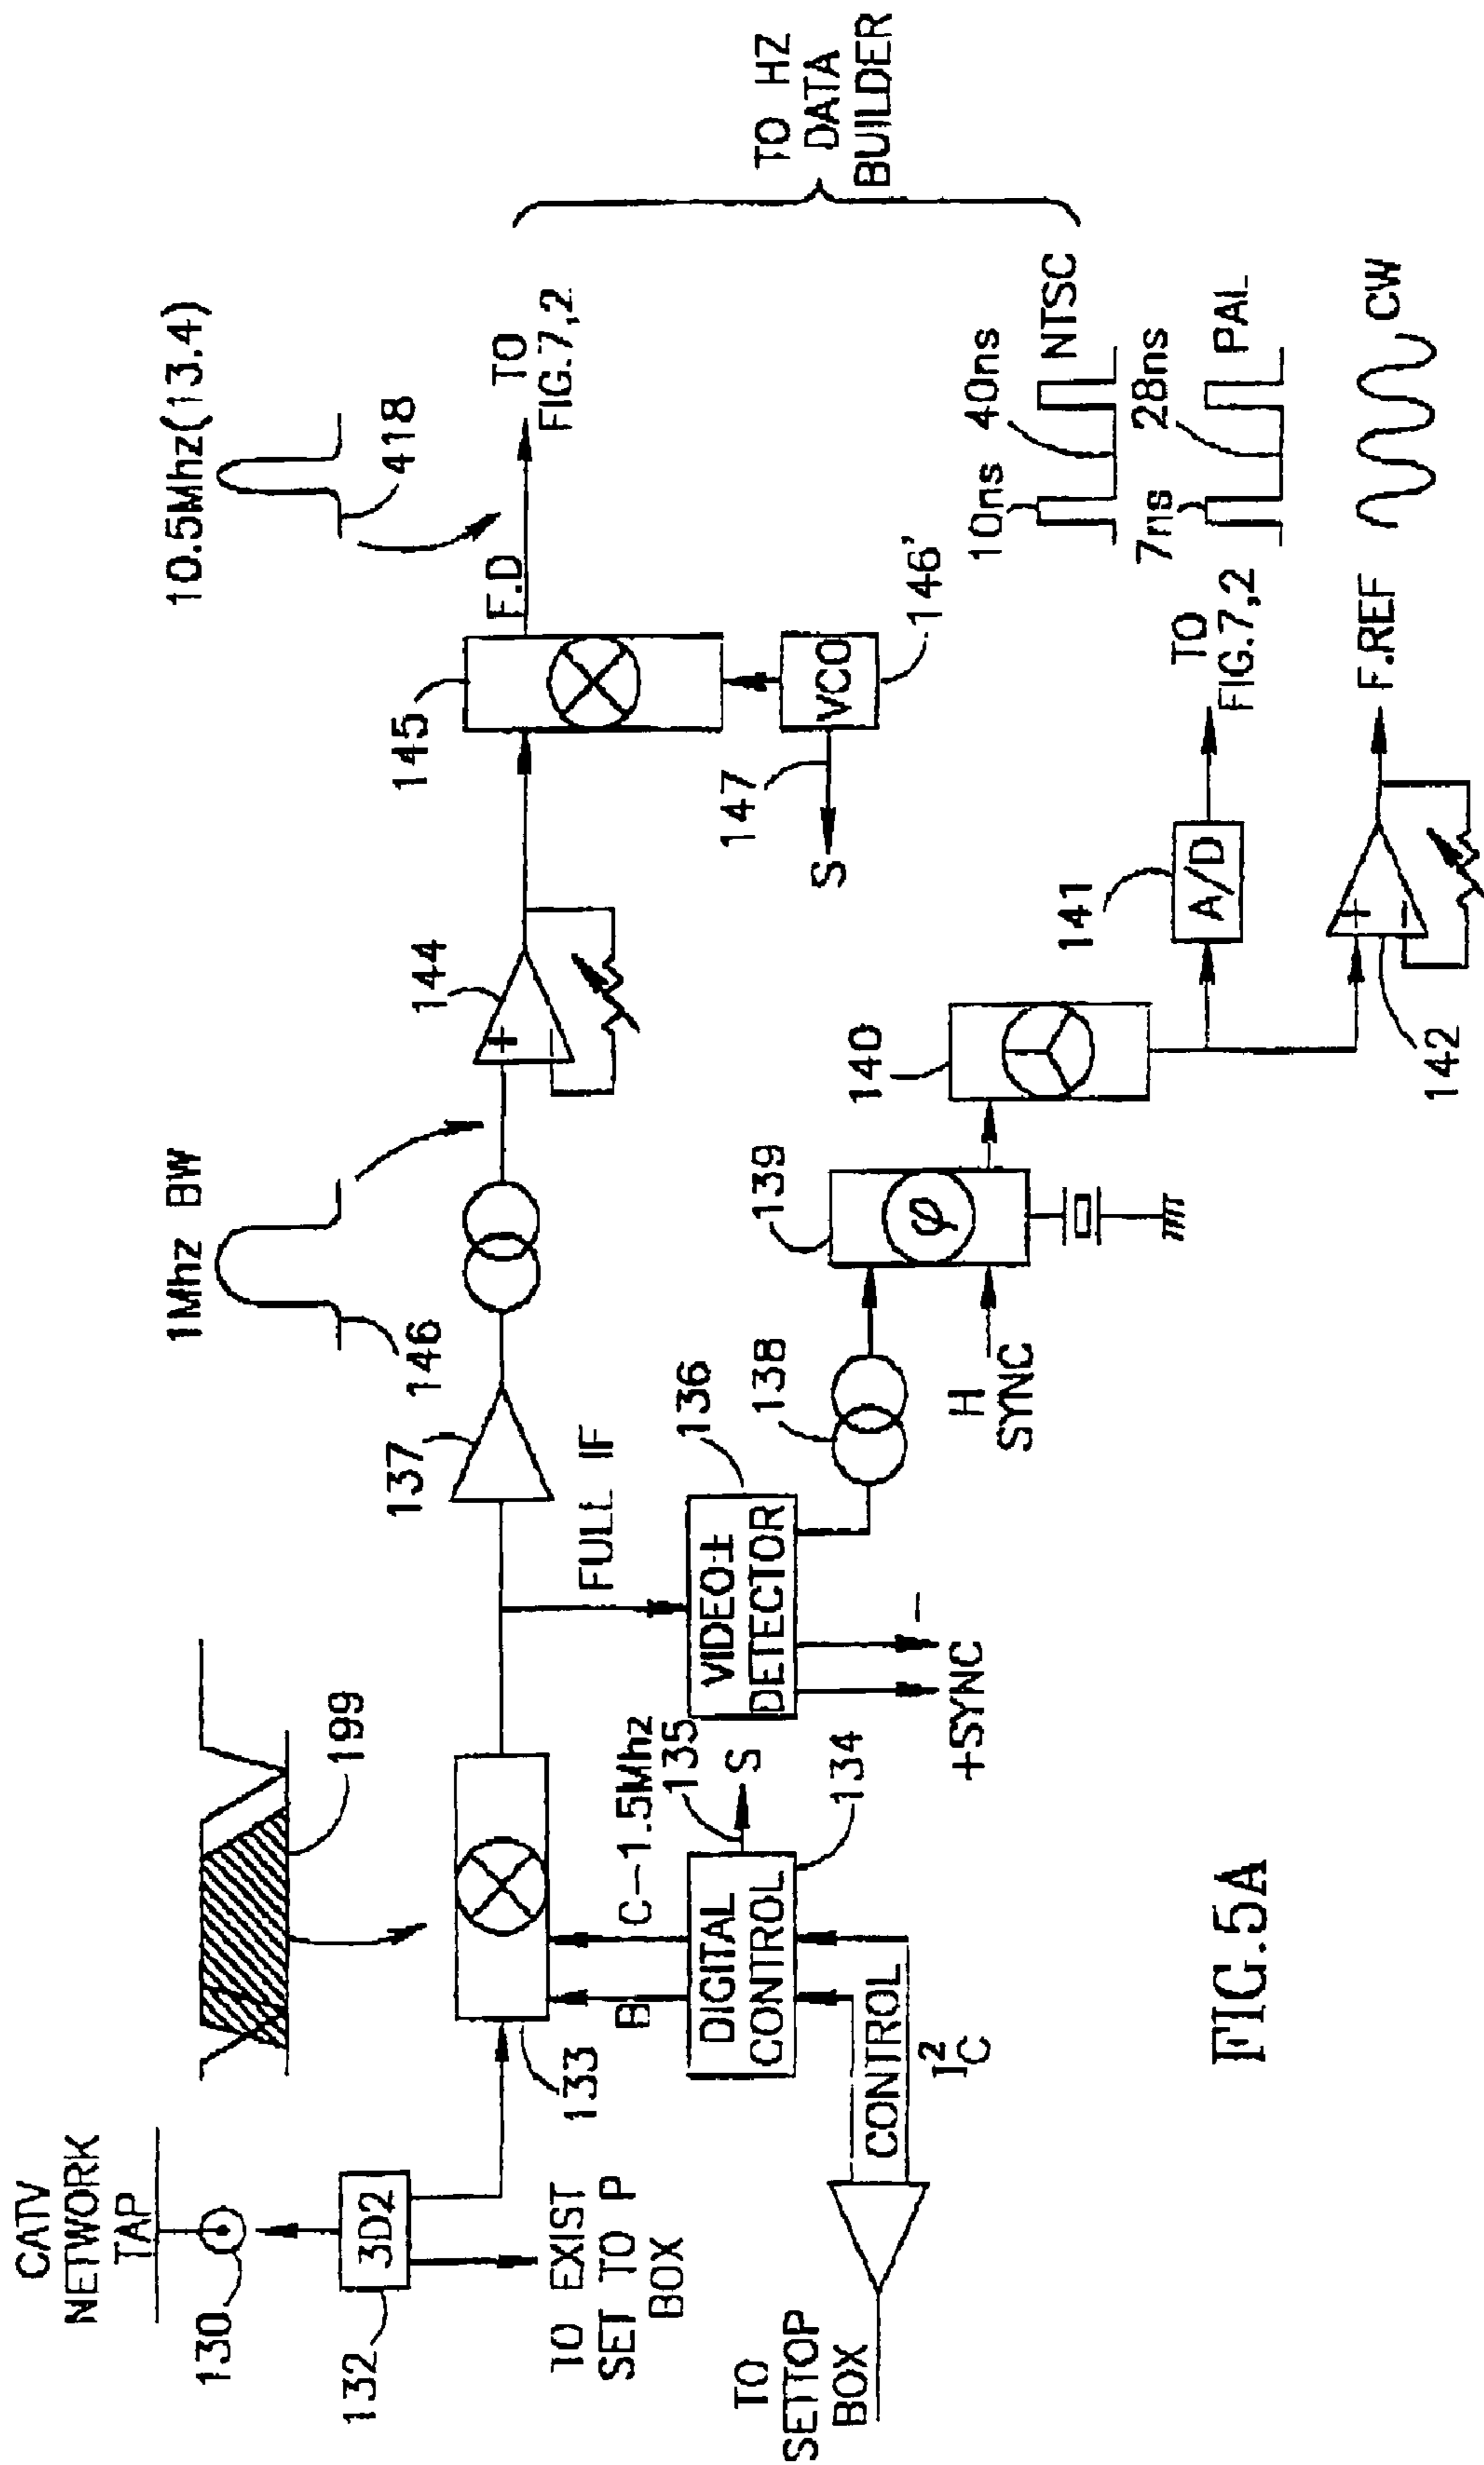 CATV
NETWORK
TAP
130
3D2
132
TO EXIST
SET TO P
BOX
TO
SETTOP
BOX
CONTROL
I²C
199
133
B
C-1.5Mhz
135
S
DIGITAL
CONTROL
134
FULL IF
137
VIDEO±
DETECTOR
136
+SYNC
-
1Mhz BW
146
138
H
SYNC
139
φ
140
144
+
-
145
VCO
146'
147
S
F.D
10.5Mhz(13.4)
418
TO
FIG.7,2
141
A/D
TO
FIG.7,2
142
+
-
F.REF
10ns
40ns
NTSC
7ns
28ns
PAL
CW
TO HZ
DATA
BUILDER
FIG.5A